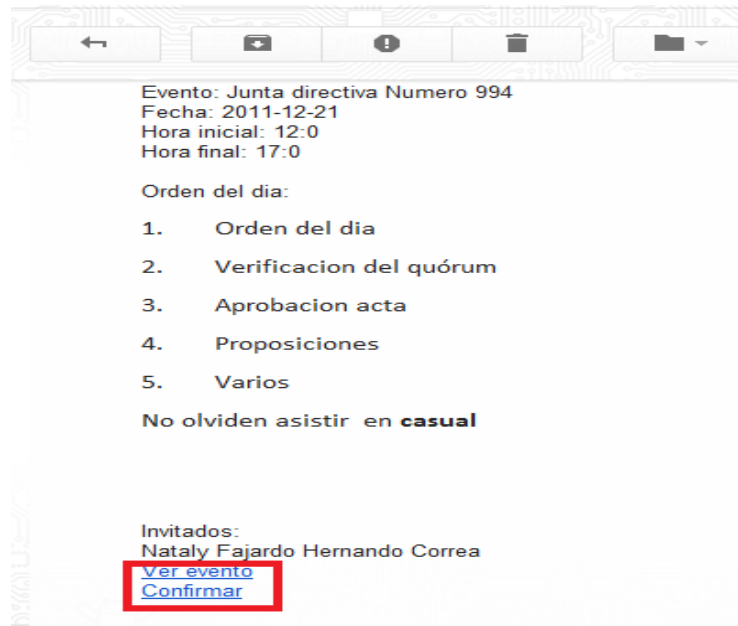 Evento: Junta directiva Numero 994
Fecha: 2011-12-21
Hora inicial: 12:0
Hora final: 17:0
Orden del dia:
1. Orden del dia
2. Verificacion del quórum
3. Aprobacion acta
4. Proposiciones
5. Varios
No olviden asistir en casual
Invitados:
Nataly Fajardo Hernando Correa
Ver evento
Confirmar